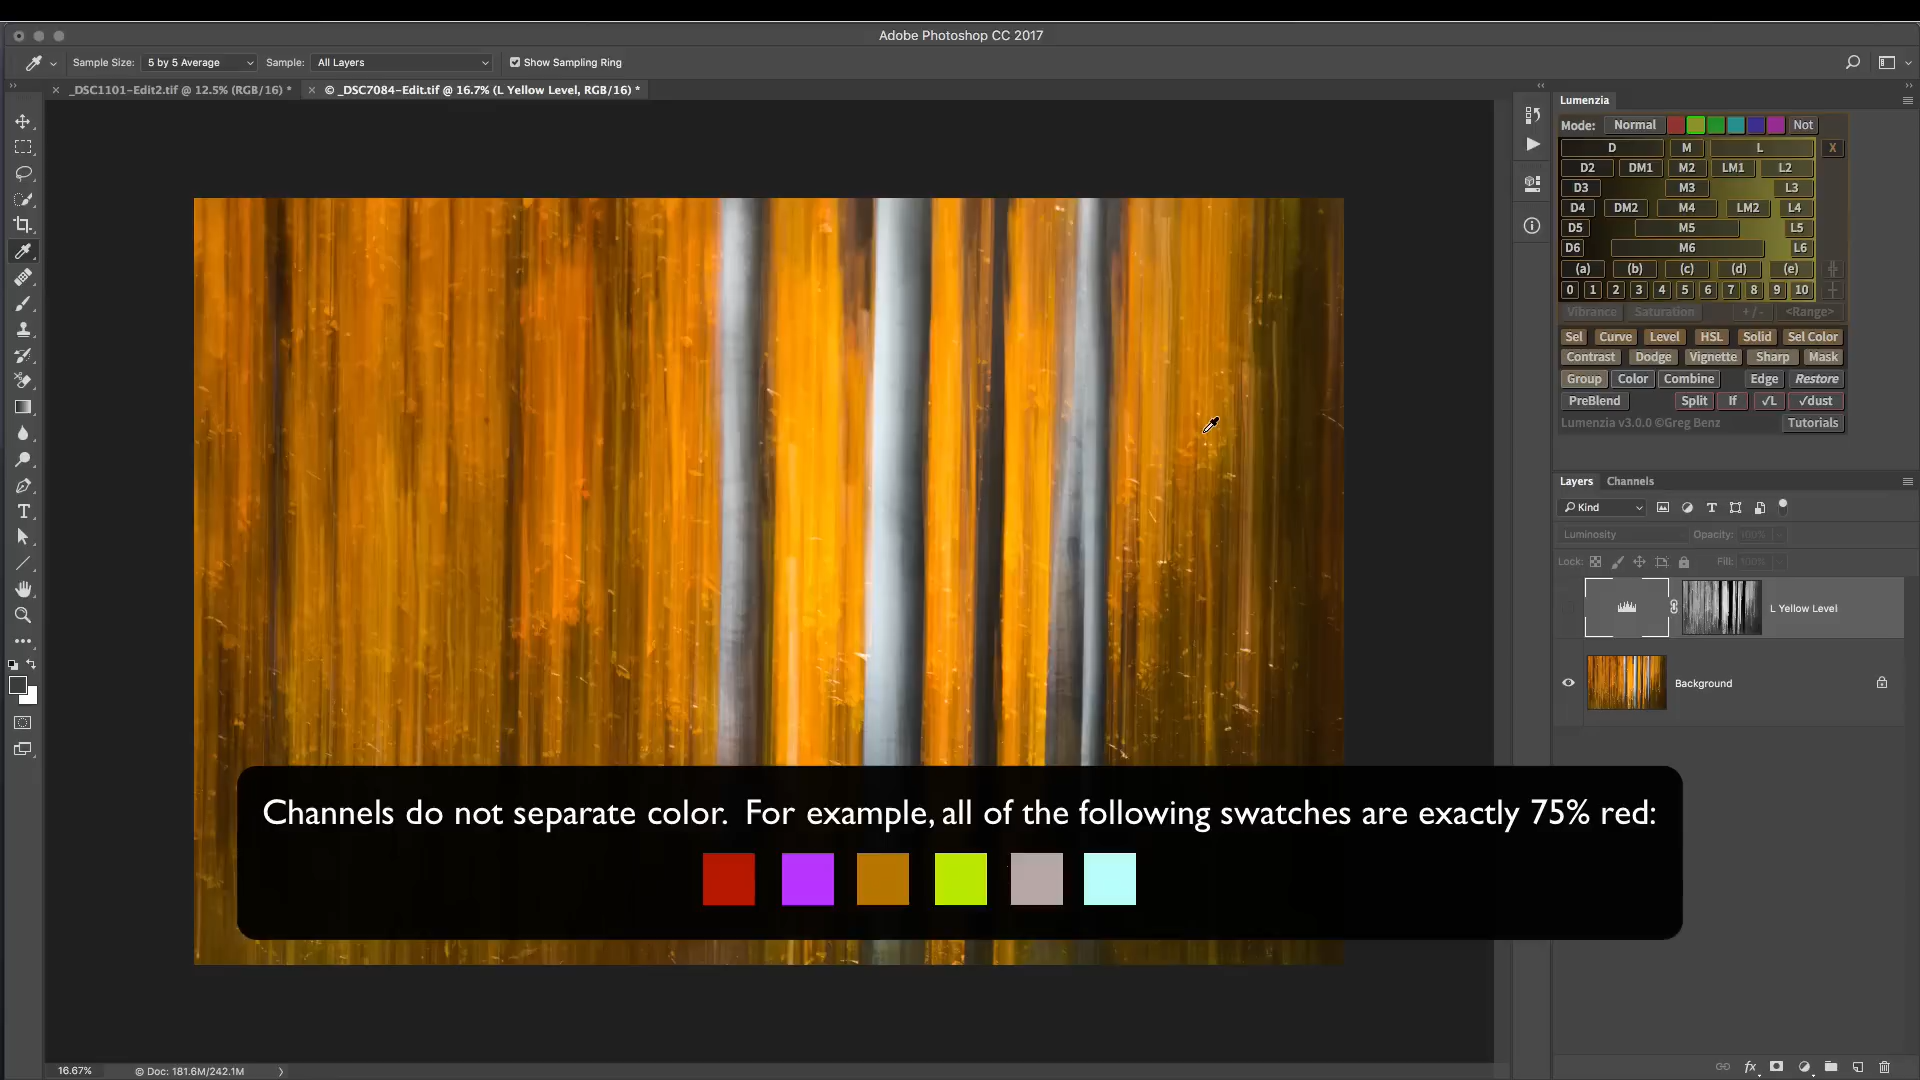 Adobe Photoshop CC 2017
Sample Size: 5 by 5 Average Sample: All Layers Show Sampling Ring
_DSC1101-Edit2.tif @ 12.5% (RGB/16) * © _DSC7084-Edit.tif @ 16.7% (L Yellow Level, RGB/16) *
Lumenzia
Mode: Normal Not
D M L X
D2 DM1 M2 LM1 L2
D3 M3 L3
D4 DM2 M4 LM2 L4
D5 M5 L5
D6 M6 L6
(a) (b) (c) (d) (e)
0 1 2 3 4 5 6 7 8 9 10
Vibrance Saturation +/- <Range>
Sel Curve Level HSL Solid Sel Color
Contrast Dodge Vignette Sharp Mask
Group Color Combine Edge Restore
PreBlend Split If √L √dust
Lumenzia v3.0.0 ©Greg Benz Tutorials
Layers Channels
Kind
Luminosity Opacity: 100%
Lock: Fill: 100%
L Yellow Level
Background
Channels do not separate color. For example, all of the following swatches are exactly 75% red:
16.67% © Doc: 181.6M/242.1M
fx